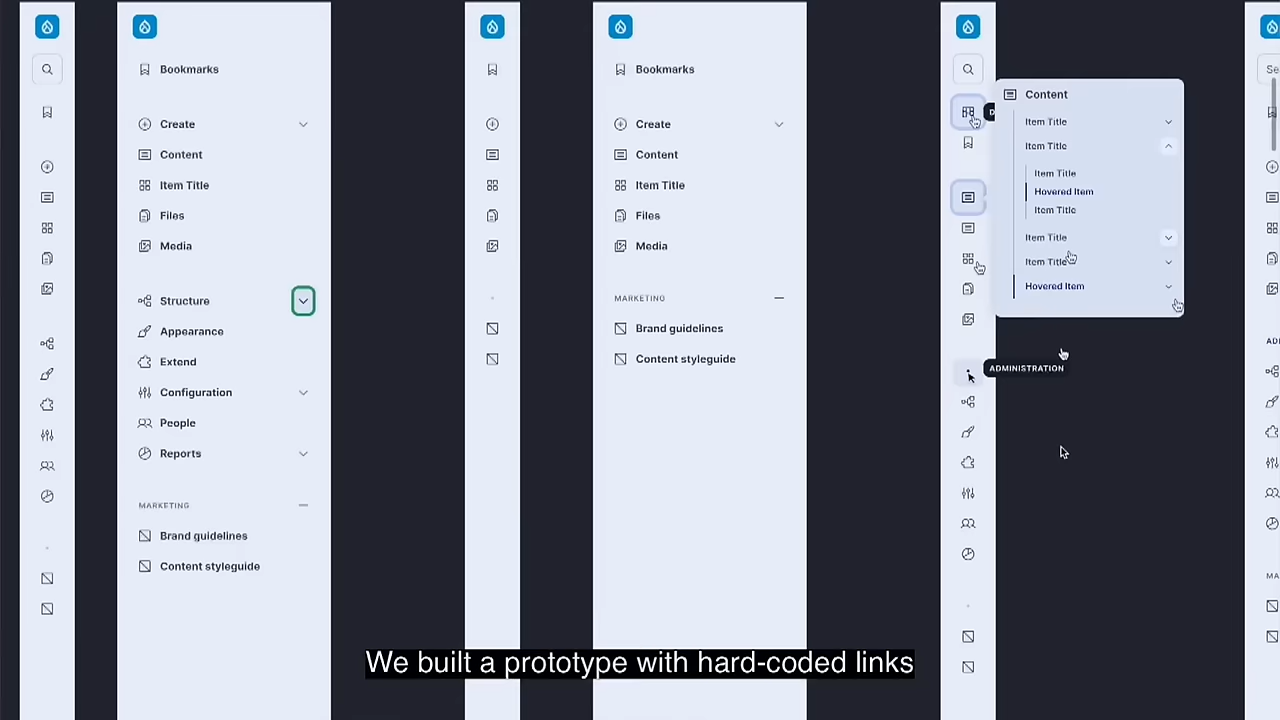 Bookmarks
Create
Content
Item Title
Files
Media
Structure
Appearance
Extend
Configuration
People
Reports
MARKETING
Brand guidelines
Content styleguide
Bookmarks
Create
Content
Item Title
Files
Media
MARKETING
Brand guidelines
Content styleguide
Content
Item Title
Item Title
Item Title
Hovered Item
Item Title
Item Title
Item Title
Hovered Item
ADMINISTRATION
We built a prototype with hard-coded links